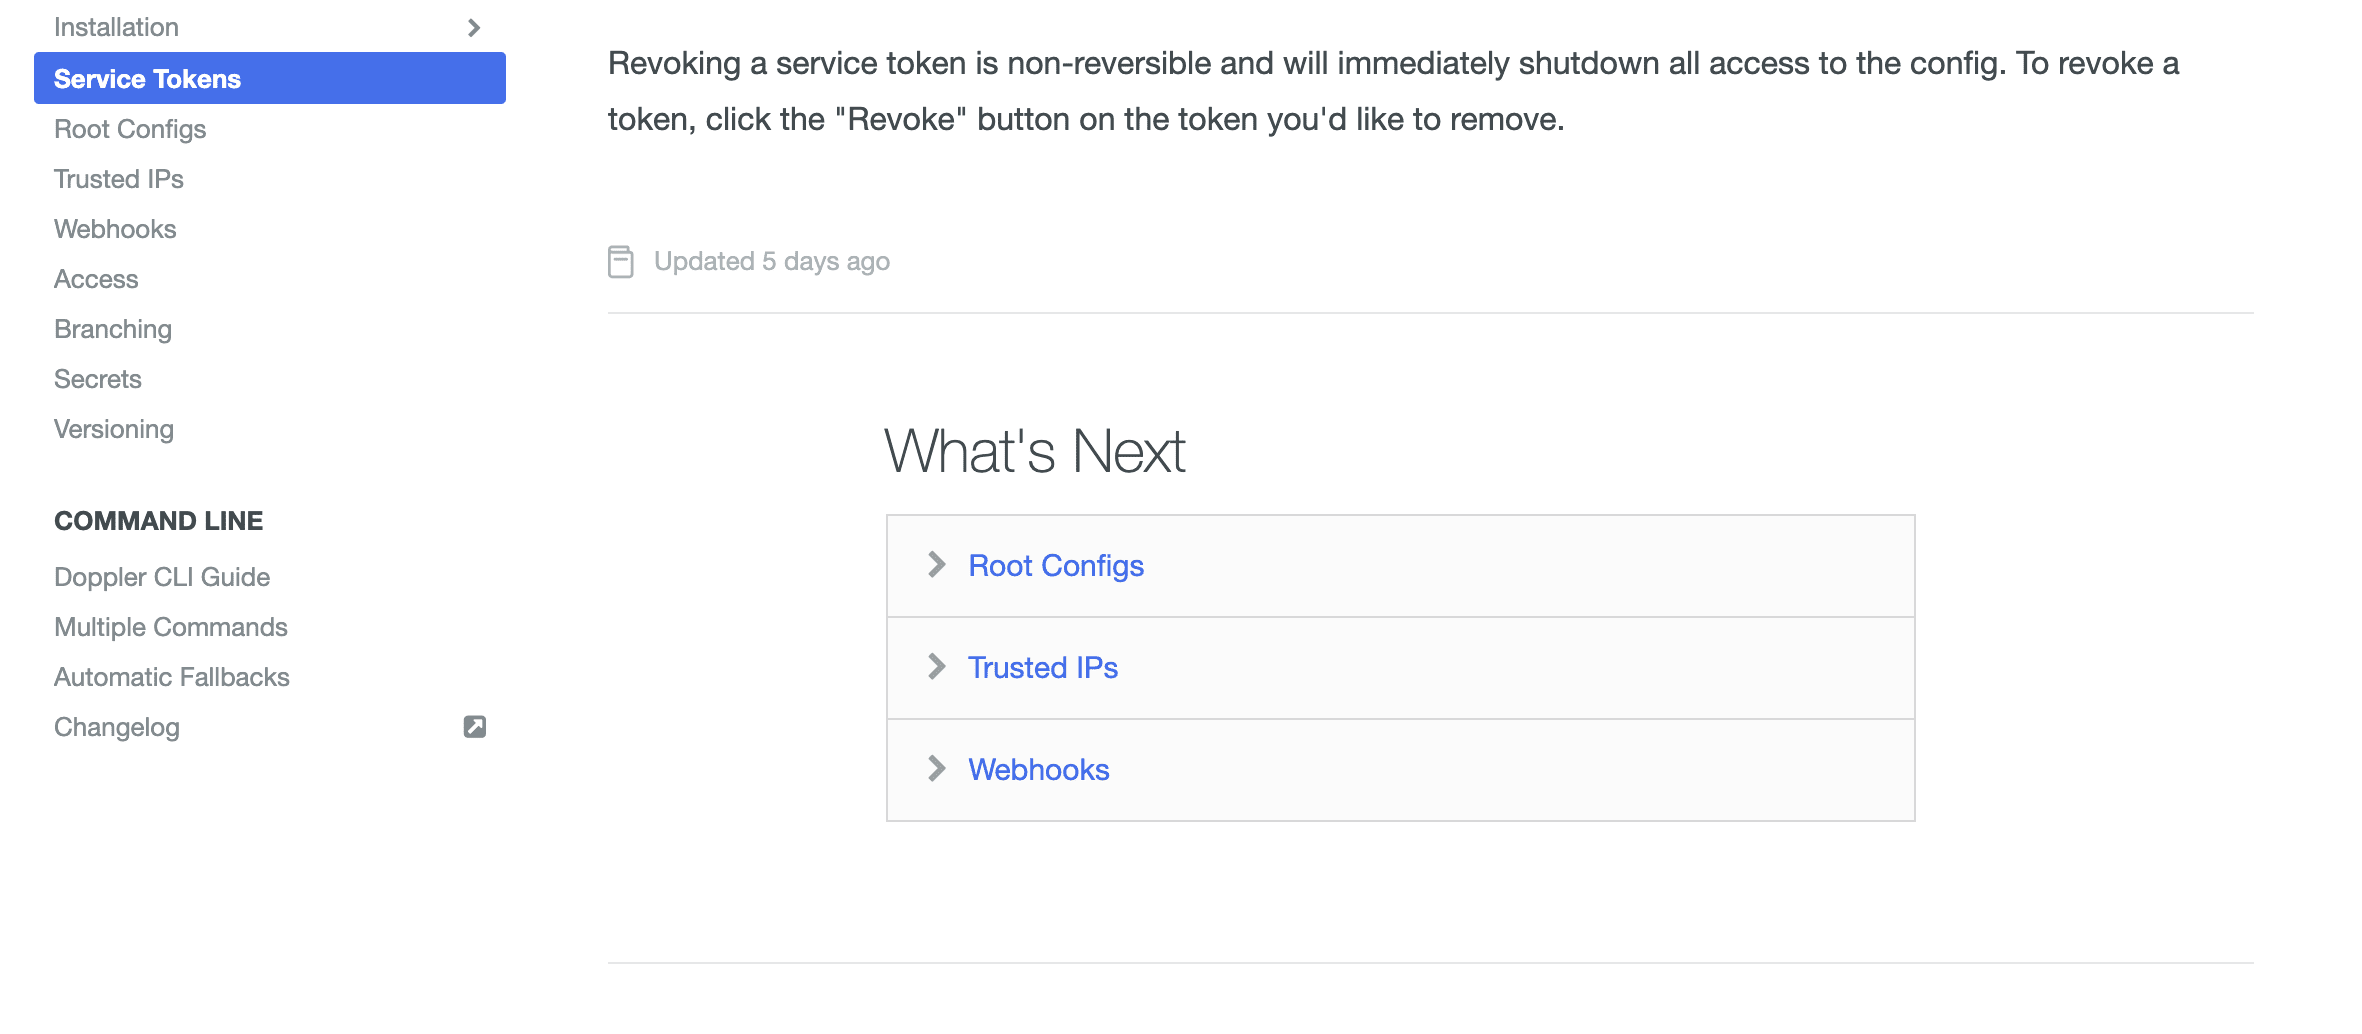 Installation
Service Tokens
Root Configs
Trusted IPs
Webhooks
Access
Branching
Secrets
Versioning
COMMAND LINE
Doppler CLI Guide
Multiple Commands
Automatic Fallbacks
Changelog
Revoking a service token is non-reversible and will immediately shutdown all access to the config. To revoke a
token, click the "Revoke" button on the token you'd like to remove.
Updated 5 days ago
What's Next
Root Configs
Trusted IPs
Webhooks